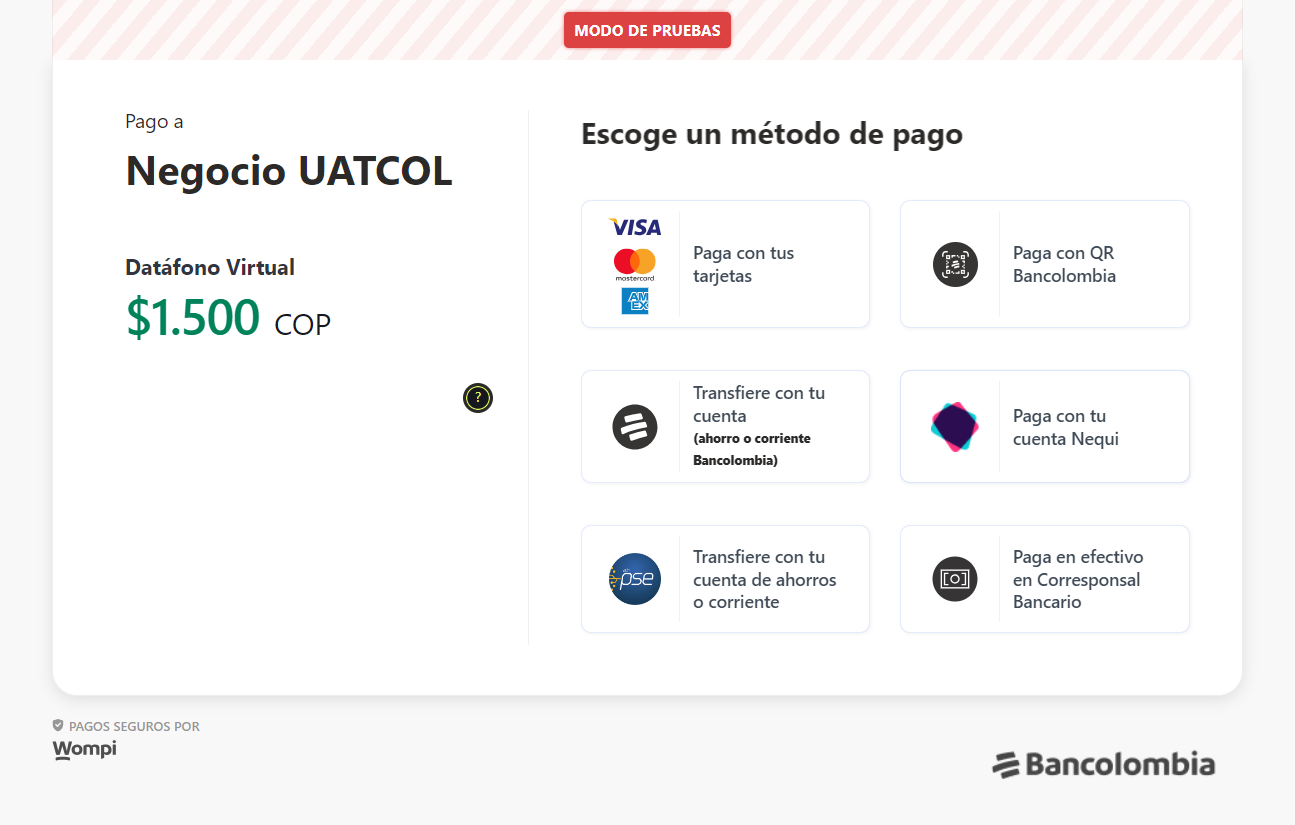 MODO DE PRUEBAS
Pago a
Negocio UATCOL
Datáfono Virtual
$1.500 COP
?
Escoge un método de pago
VISA
mastercard
AM
EX
Paga con tus
tarjetas
Paga con QR
Bancolombia
Transfiere con tu
cuenta
(ahorro o corriente
Bancolombia)
Paga con tu
cuenta Nequi
pse
Transfiere con tu
cuenta de ahorros
o corriente
Paga en efectivo
en Corresponsal
Bancario
PAGOS SEGUROS POR
Wompi
Bancolombia